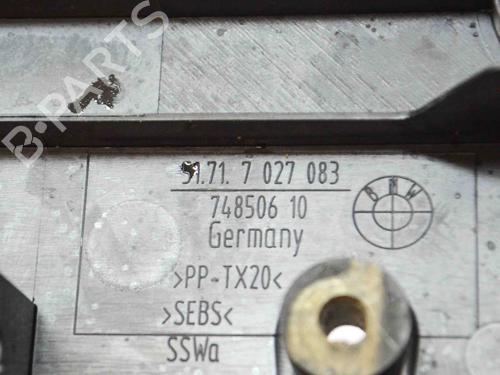 B-PARTS
51.71.7 027 083
748506 10
Germany
BMW
>PP-TX20<
>SEBS<
SSWa